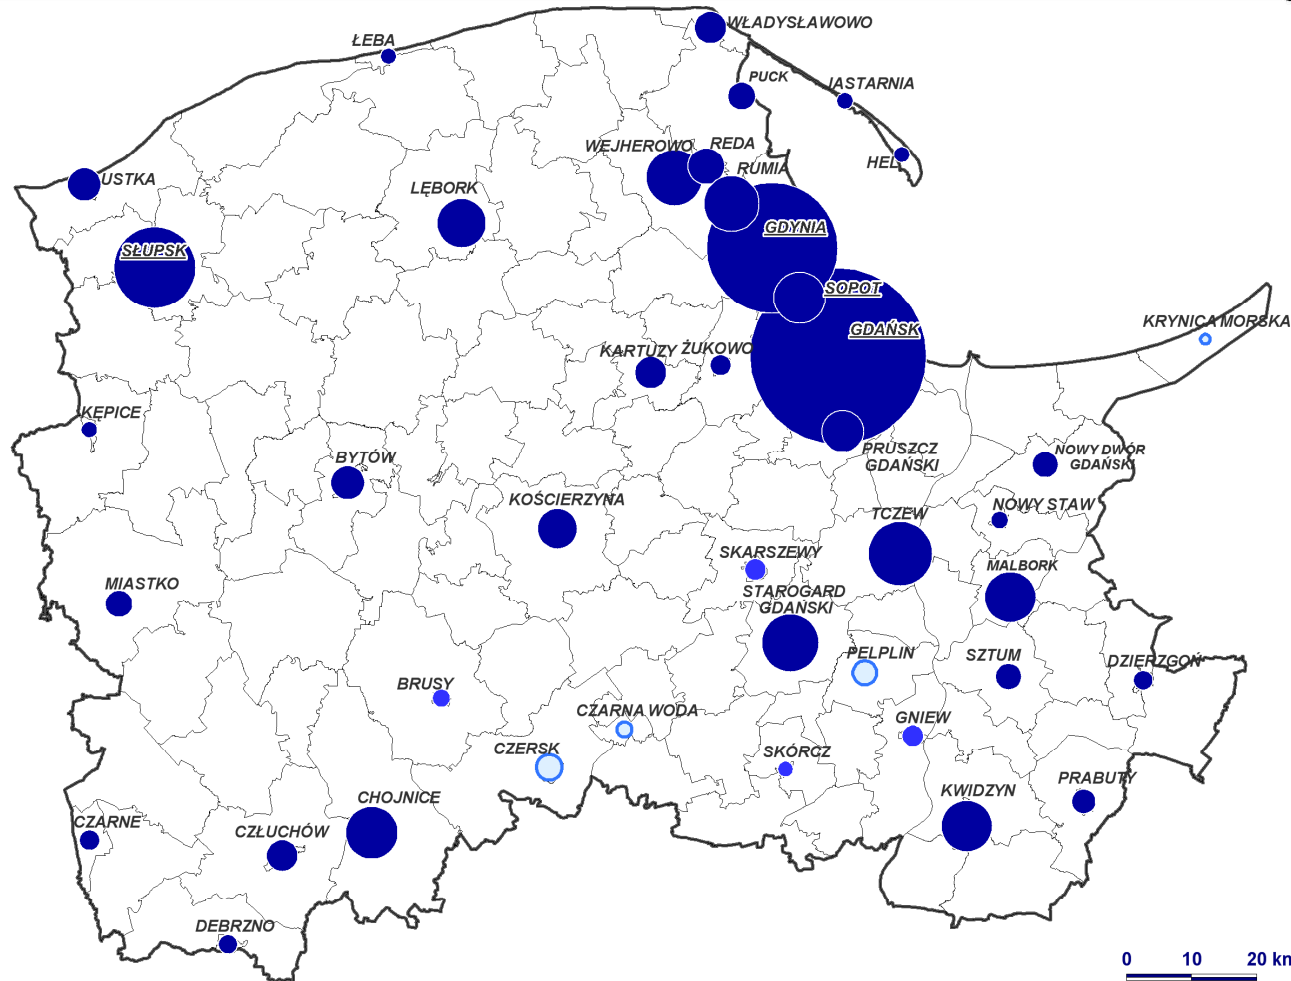 WŁADYSŁAWOWO
ŁEBA
PUCK
JASTARNIA
REDA
WEJHEROWO
HEL
RUMIA
USTKA
LĘBORK
GDYNIA
SŁUPSK
SOPOT
KRYNICA MORSKA
GDAŃSK
KARTUZY
ŻUKOWO
KĘPICE
PRUSZCZ
GDAŃSKI
NOWY DWÓR
GDAŃSKI
BYTÓW
KOŚCIERZYNA
NOWY STAW
TCZEW
SKARSZEWY
MALBORK
MIASTKO
STAROGARD
GDAŃSKI
PELPLIN
SZTUM
DZIERZGOŃ
BRUSY
CZARNA WODA
GNIEW
CZERSK
SKÓRCZ
PRABUTY
KWIDZYN
CHOJNICE
CZARNE
CZŁUCHÓW
DEBRZNO
0 10 20 km